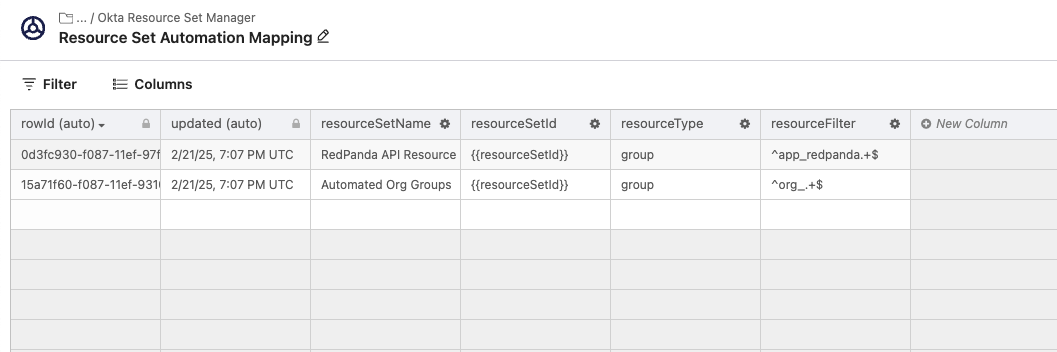 ... / Okta Resource Set Manager
Resource Set Automation Mapping
Filter Columns
rowId (auto) updated (auto) resourceSetName resourceSetId resourceType resourceFilter New Column
0d3fc930-f087-11ef-97f 2/21/25, 7:07 PM UTC RedPanda API Resource {{resourceSetId}} group ^app_redpanda.+$
15a71f60-f087-11ef-931 2/21/25, 7:07 PM UTC Automated Org Groups {{resourceSetId}} group ^org_.+$